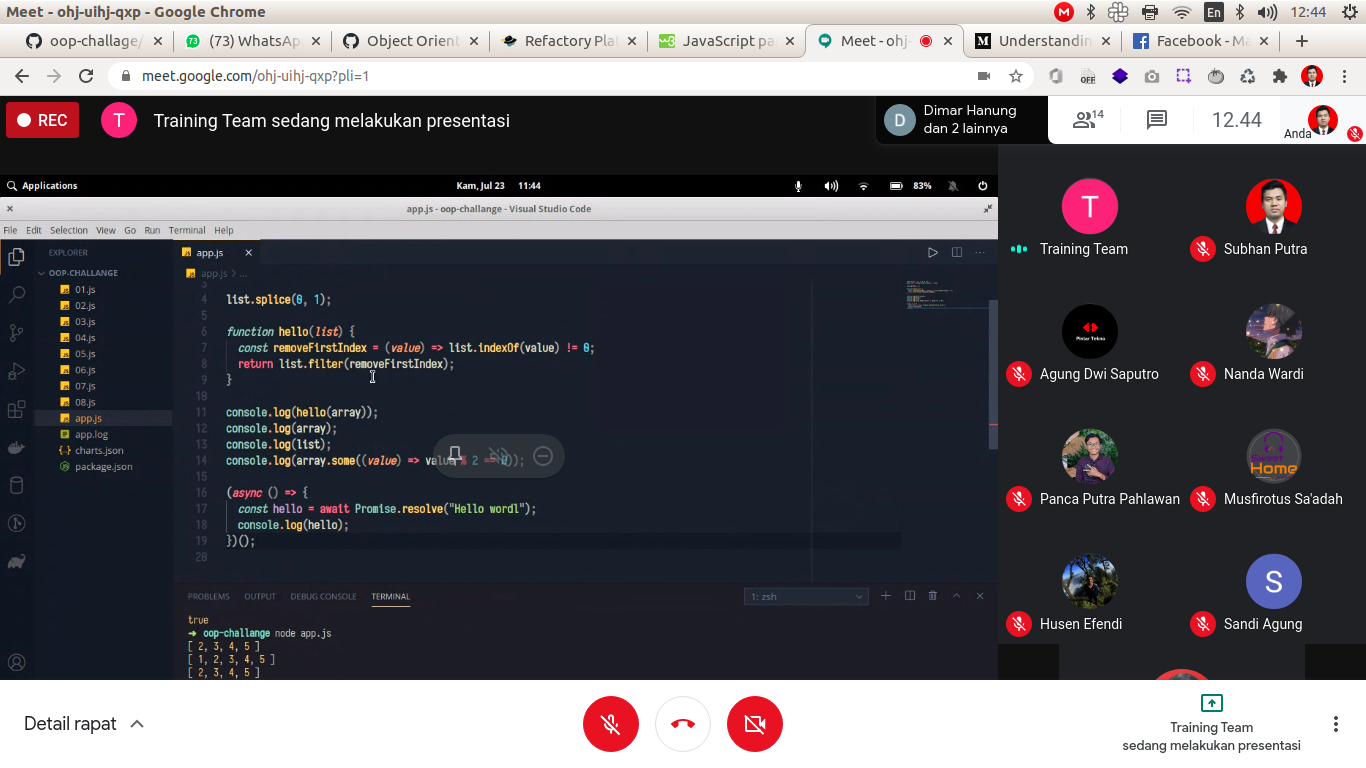 Meet - ohj-uihj-qxp - Google Chrome
En
12:44
oop-challage/
(73) WhatsAp
Object Orient
Refactory Pla
JavaScript pa
Meet - ohj-
Understandin
Facebook - Ma
meet.google.com/ohj-uihj-qxp?pli=1
OFF
REC
T
Training Team sedang melakukan presentasi
D
Dimar Hanung
dan 2 lainnya
14
12.44
Anda
Applications
Kam, Jul 23 11:44
83%
app.js - oop-challange - Visual Studio Code
File Edit Selection View Go Run Terminal Help
EXPLORER
OOP-CHALLANGE
01.js
02.js
03.js
04.js
05.js
06.js
07.js
08.js
app.js
app.log
charts.json
package.json
app.js
app.js > ...
3
4 list.splice(0, 1);
5
6 function hello(list) {
7 const removeFirstIndex = (value) => list.indexOf(value) != 0;
8 return list.filter(removeFirstIndex);
9 }
10
11 console.log(hello(array));
12 console.log(array);
13 console.log(list);
14 console.log(array.some((value) => value % 2 == 0));
15
16 (async () => {
17 const hello = await Promise.resolve("Hello wordl");
18 console.log(hello);
19 })();
20
PROBLEMS OUTPUT DEBUG CONSOLE TERMINAL
1: zsh
true
➜ oop-challange node app.js
[ 2, 3, 4, 5 ]
[ 1, 2, 3, 4, 5 ]
[ 2, 3, 4, 5 ]
T
Training Team
Subhan Putra
Pintar Tekno
Agung Dwi Saputro
Nanda Wardi
Panca Putra Pahlawan
Sweet
Home
Musfirotus Sa'adah
Husen Efendi
S
Sandi Agung
Detail rapat
Training Team
sedang melakukan presentasi